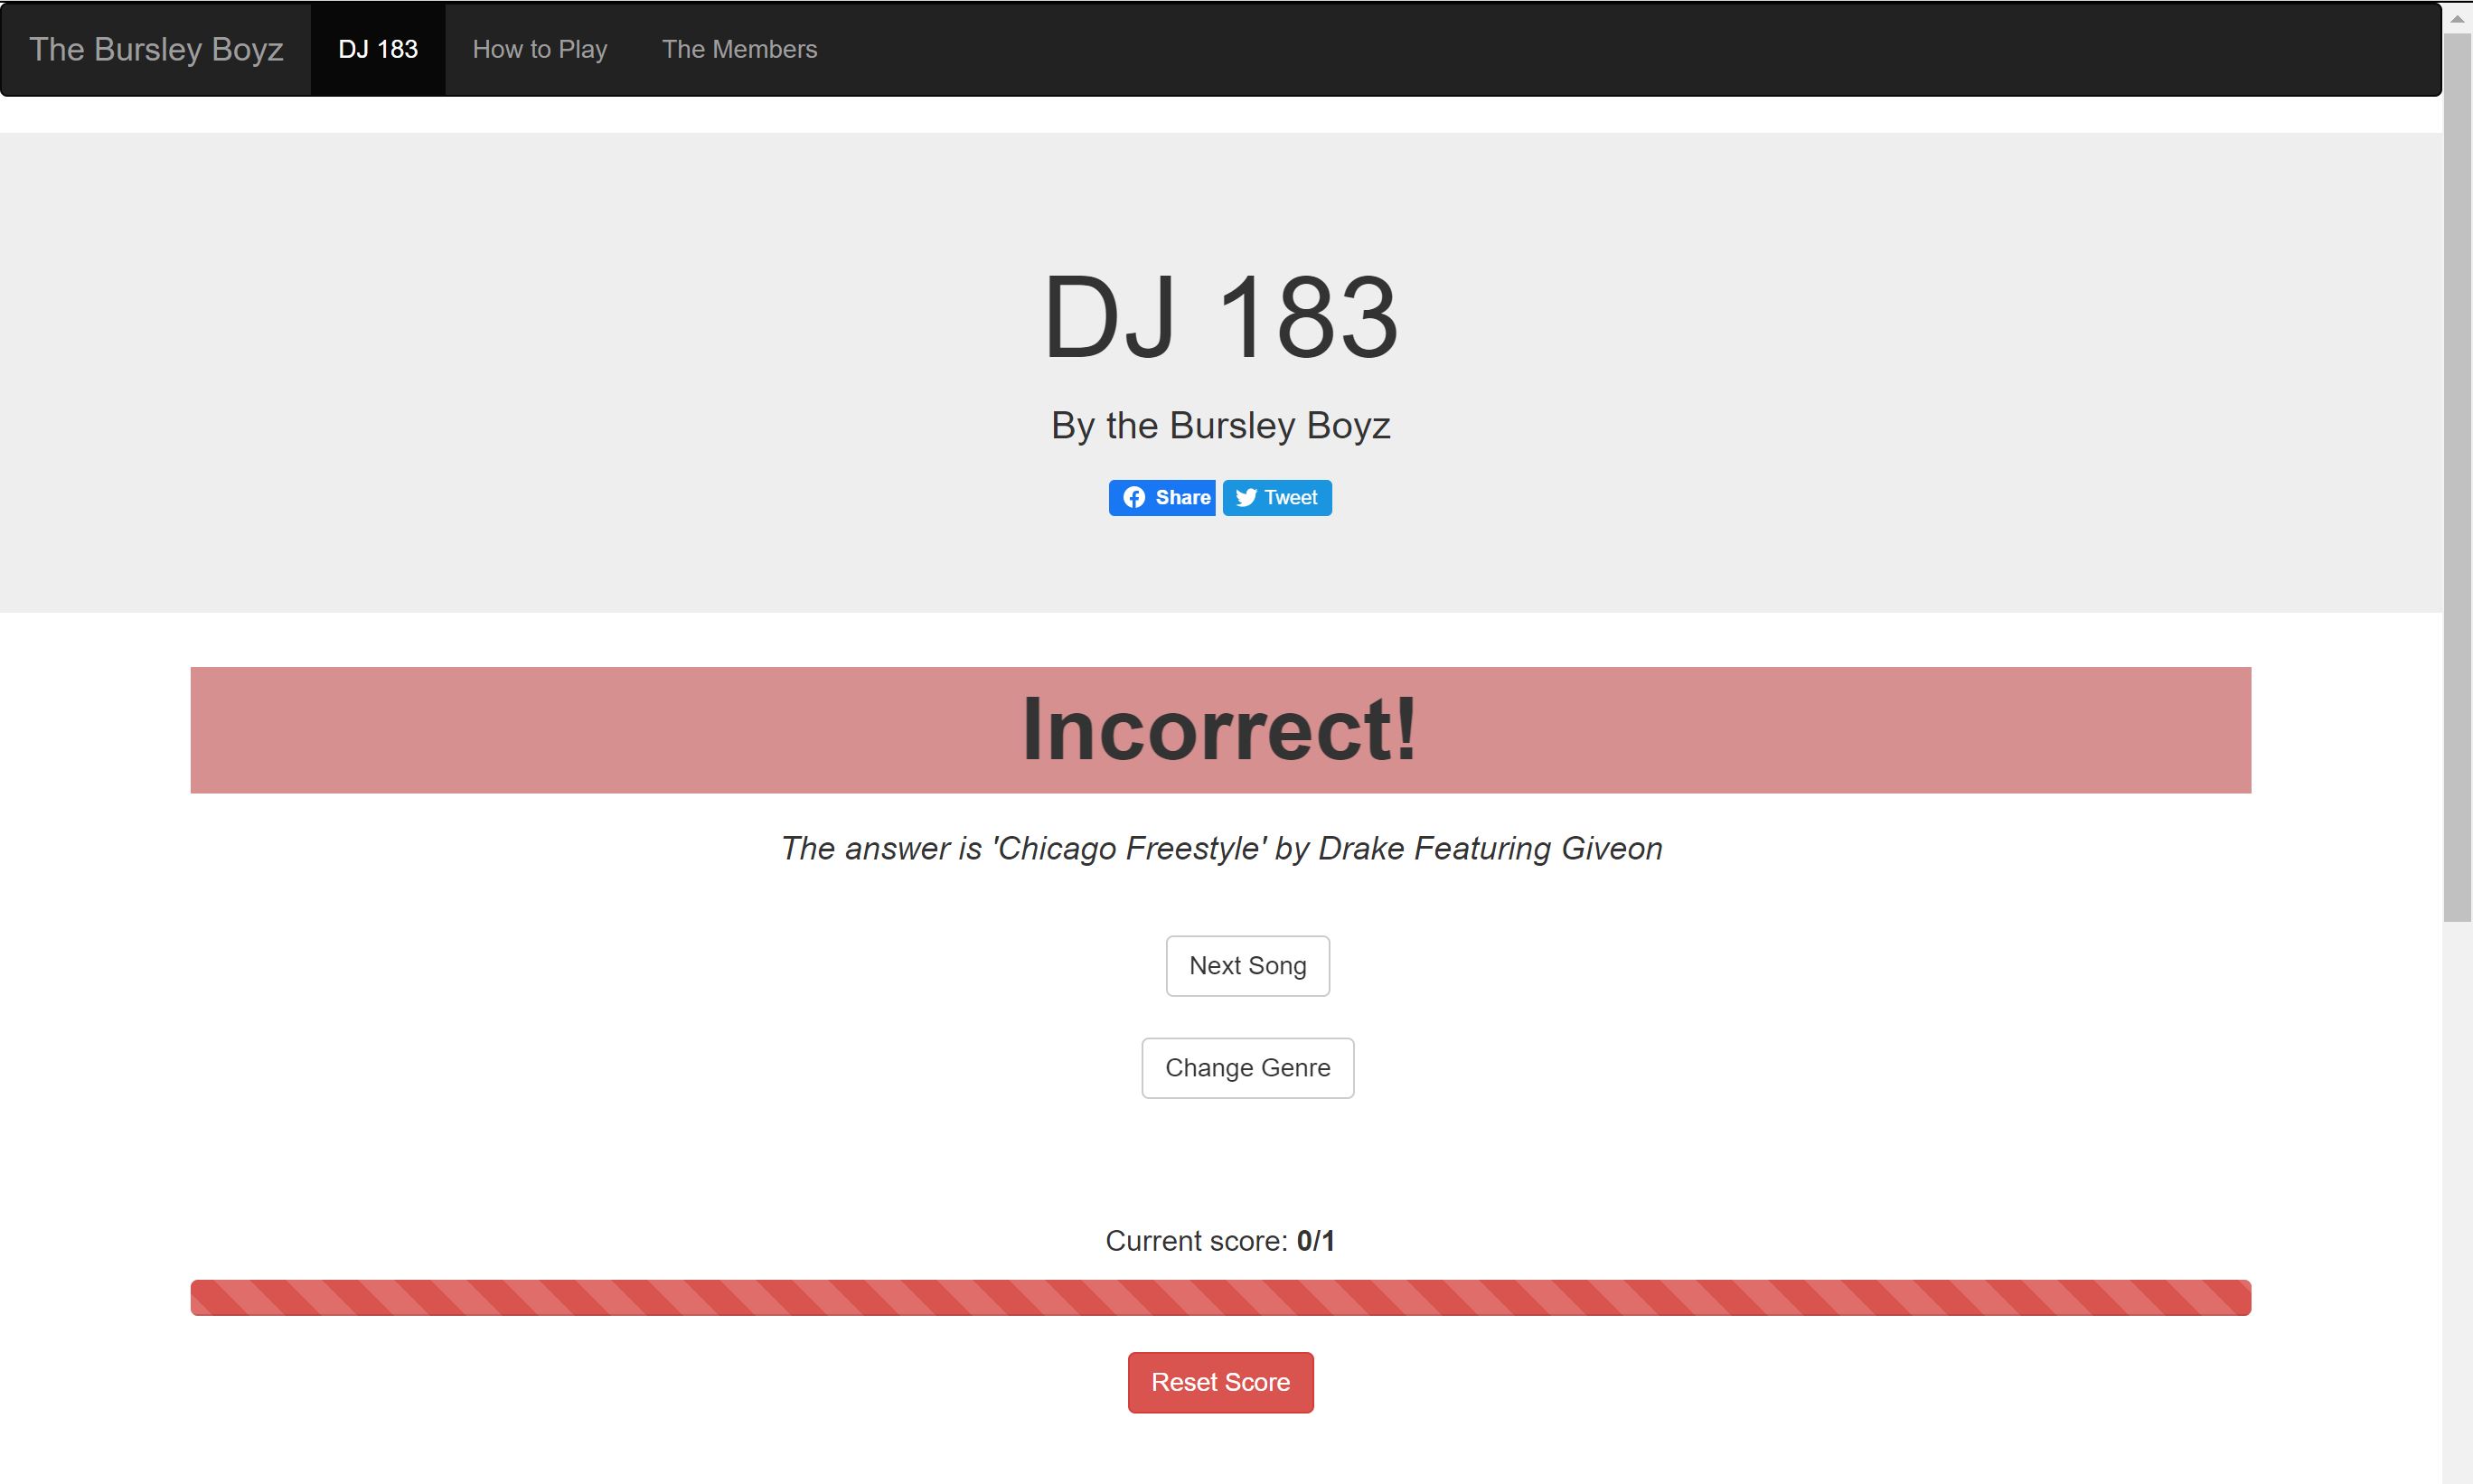 The Bursley Boyz DJ 183 How to Play The Members
DJ 183
By the Bursley Boyz
Share Tweet
Incorrect!
The answer is 'Chicago Freestyle' by Drake Featuring Giveon
Next Song
Change Genre
Current score: 0/1
Reset Score